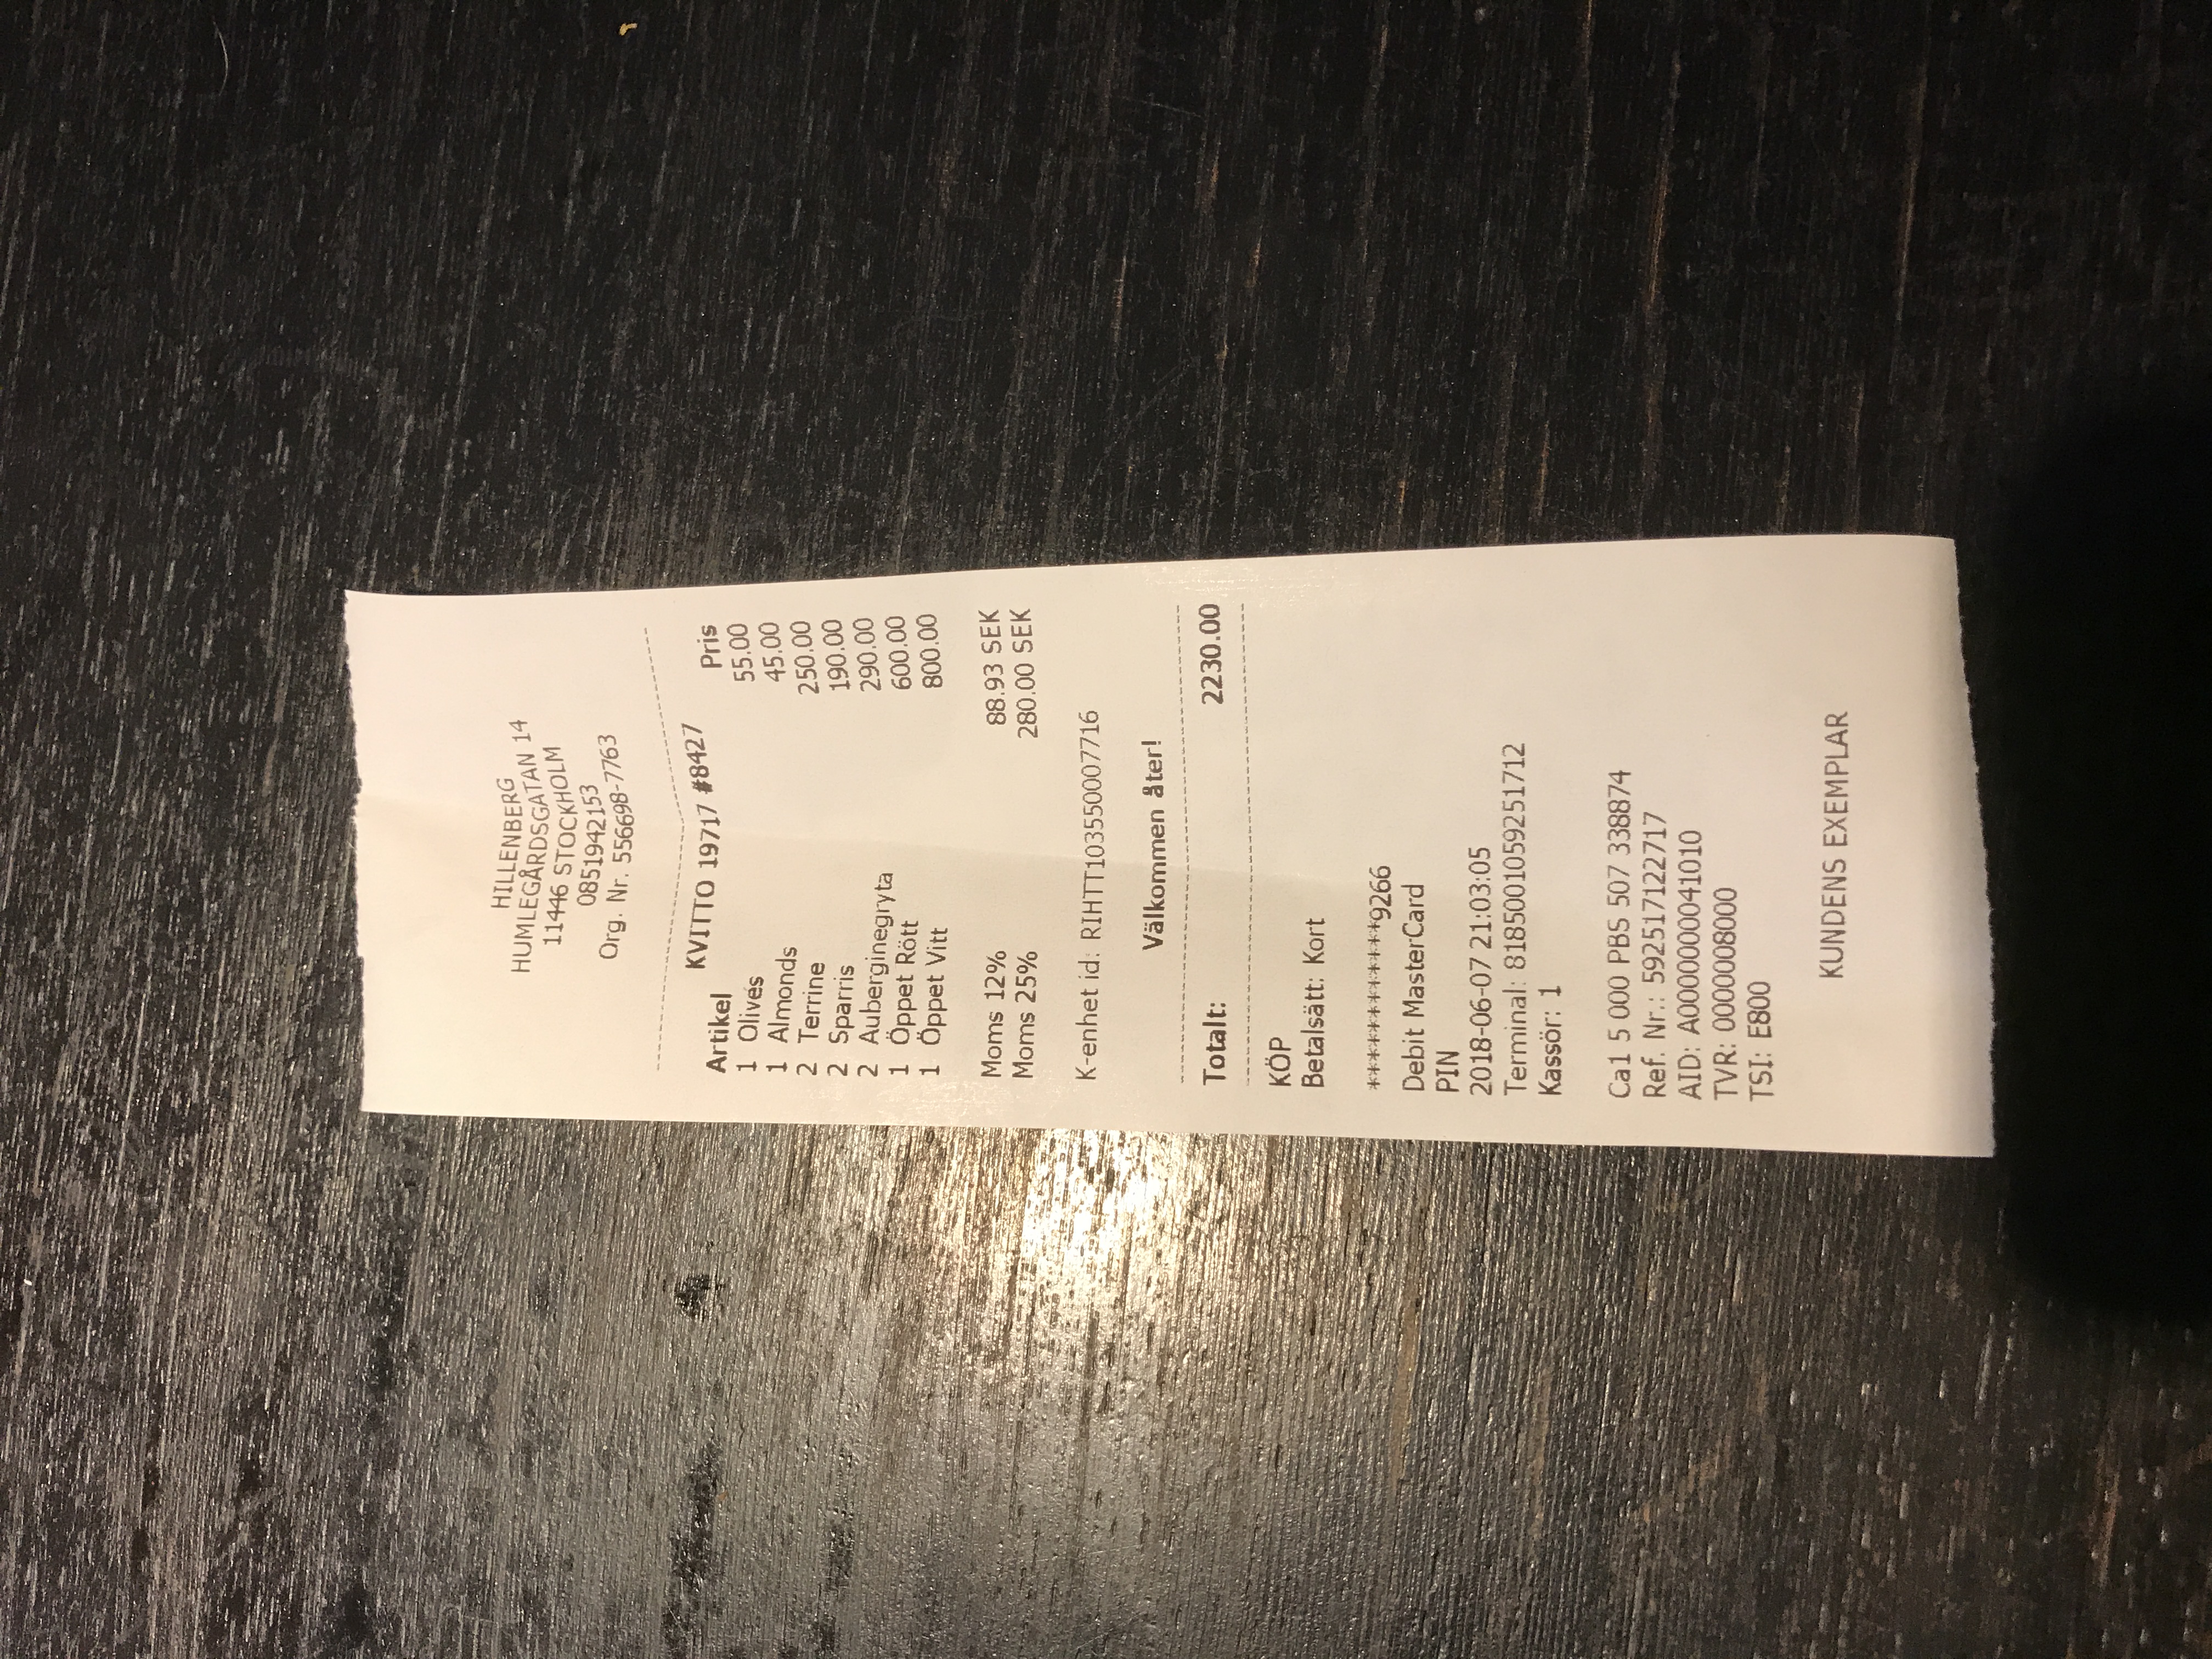 HILLENBERG
HUMLEGÅRDSGATAN 14
11446 STOCKHOLM
0851942153
Org. Nr. 556698-7763
KVITTO 19717 #8427
Artikel Pris
1 Olives 55.00
1 Almonds 45.00
2 Terrine 250.00
2 Sparris 190.00
2 Auberginegryta 290.00
1 Öppet Rött 600.00
1 Öppet Vitt 800.00
Moms 12% 88.93 SEK
Moms 25% 280.00 SEK
K-enhet id: RIHTT103550007716
Välkommen åter!
Totalt: 2230.00
KÖP
Betalsätt: Kort
************9266
Debit MasterCard
PIN
2018-06-07 21:03:05
Terminal: 8185001059251712
Kassör: 1
Ca1 5 000 PBS 507 338874
Ref. Nr.: 592517122717
AID: A0000000041010
TVR: 0000008000
TSI: E800
KUNDENS EXEMPLAR